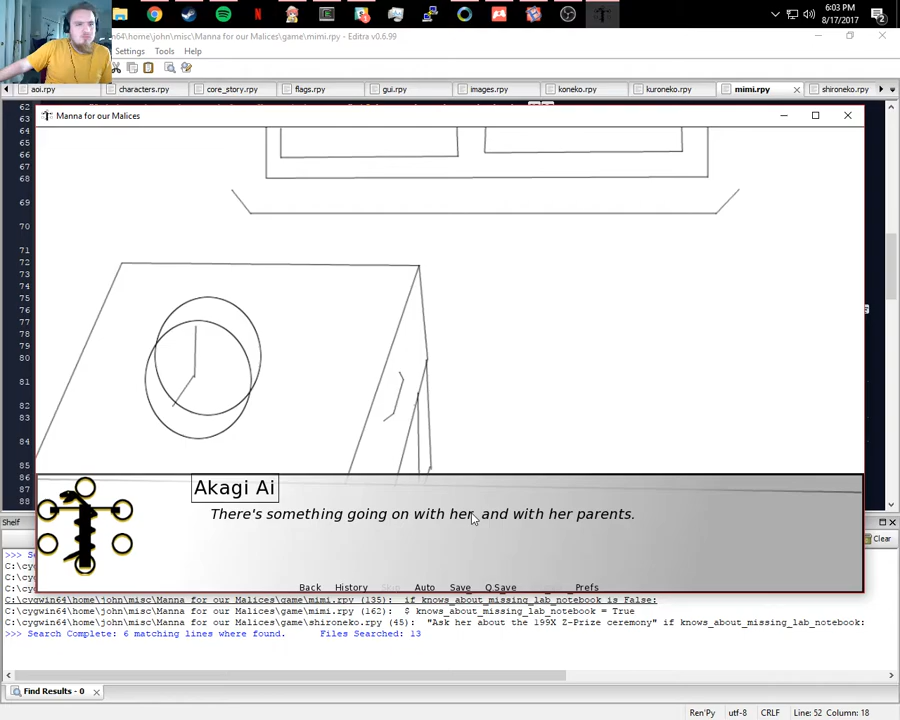 6:03 PM
8/17/2017
C:\cygwin64\home\john\misc\Manna for our Malices\game\mimi.rpy - Editra v0.6.99
Settings Tools Help
aoi.rpy characters.rpy core_story.rpy flags.rpy gui.rpy images.rpy koneko.rpy kuroneko.rpy mimi.rpy shironeko.rpy
62
63
Manna for our Malices
64
65
66
67
68
69
70
71
72
73
74
75
76
77
78
79
80
81
82
83
84
85
86
87
88
Akagi Ai
There's something going on with her, and with her parents.
Back History Skip Auto Save Q.Save Prefs
Shelf
Clear
C:\cygwin64\home\john\misc\Manna for our Malices\game\mimi.rpy (135): if knows_about_missing_lab_notebook is False:
C:\cygwin64\home\john\misc\Manna for our Malices\game\mimi.rpy (162): $ knows_about_missing_lab_notebook = True
C:\cygwin64\home\john\misc\Manna for our Malices\game\shironeko.rpy (45): "Ask her about the 199X Z-Prize ceremony" if knows_about_missing_lab_notebook:
>>> Search Complete: 6 matching lines where found. Files Searched: 13
Find Results - 0
Ren'Py utf-8 CRLF Line: 52 Column: 18